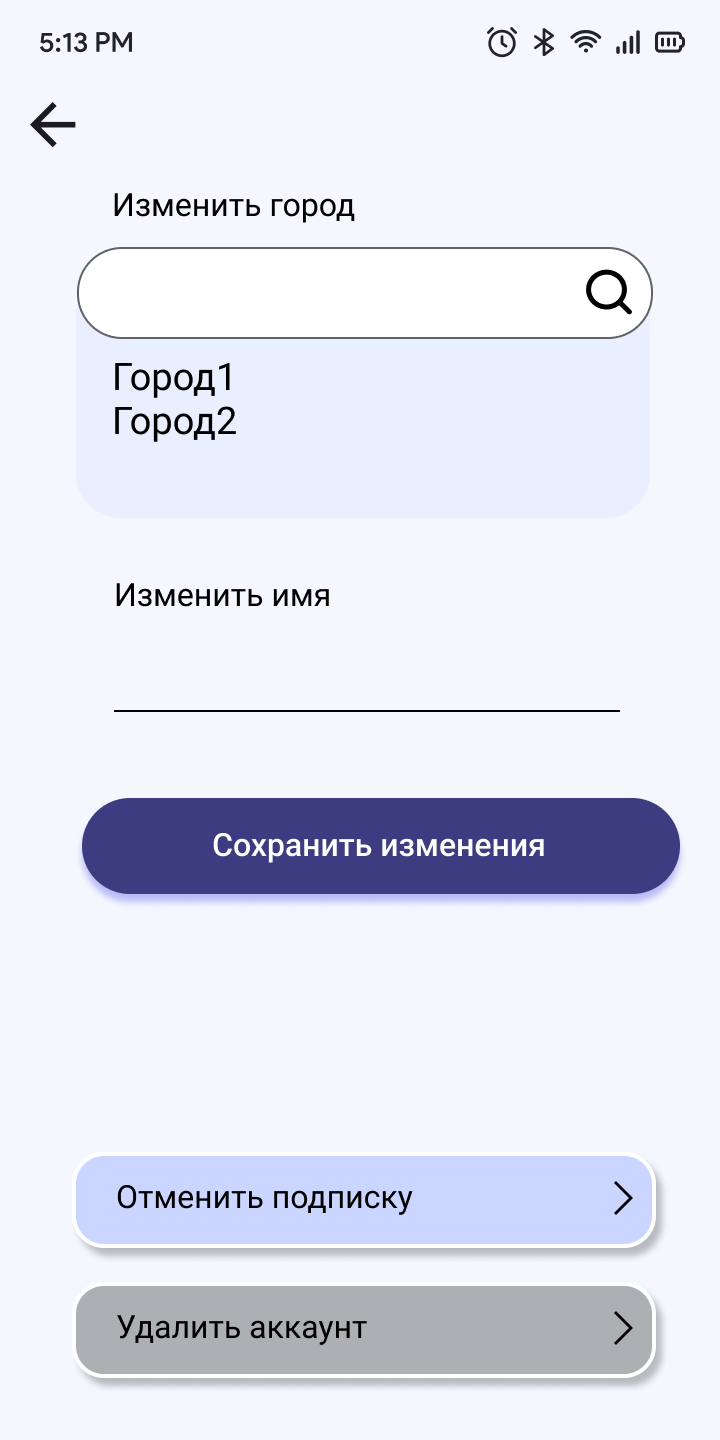 5:13 PM
Изменить город
Город1
Город2
Изменить имя
Сохранить изменения
Отменить подписку
Удалить аккаунт